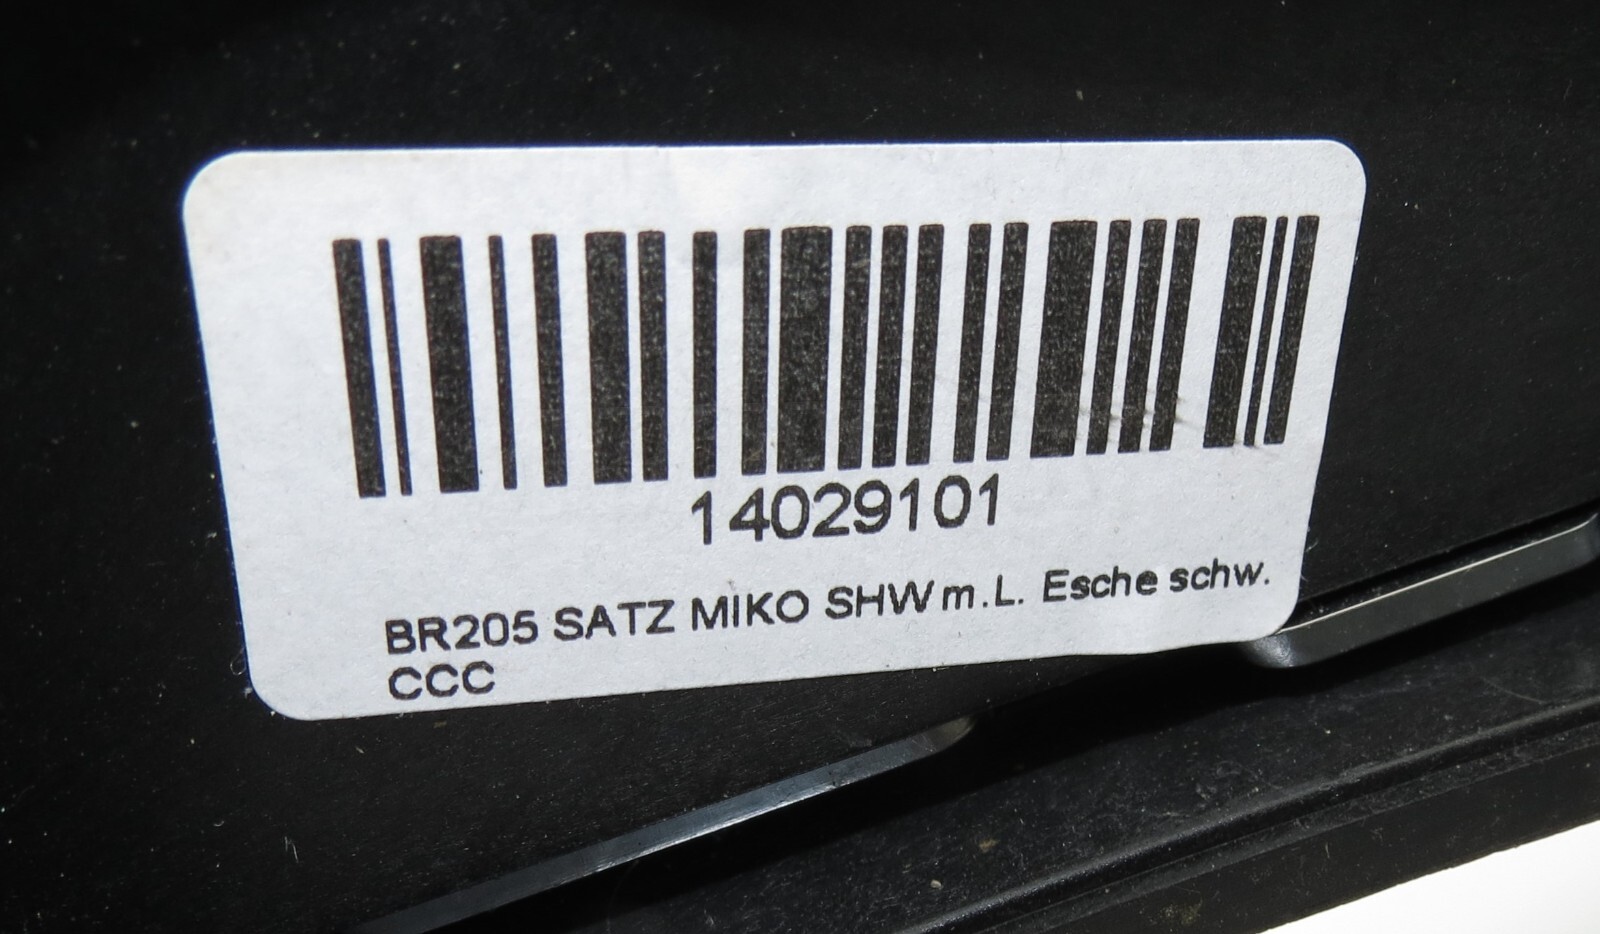 14029101
BR205 SATZ MIKO SHW m.L. Esche schw.
CCC